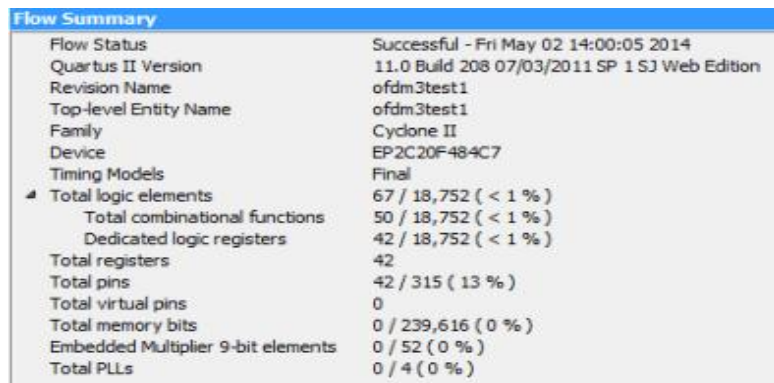 Flow Summary
Flow Status Successful - Fri May 02 14:00:05 2014
Quartus II Version 11.0 Build 208 07/03/2011 SP 1 SJ Web Edition
Revision Name ofdm3test1
Top-level Entity Name ofdm3test1
Family Cyclone II
Device EP2C20F484C7
Timing Models Final
Total logic elements 67 / 18,752 ( < 1 % )
Total combinational functions 50 / 18,752 ( < 1 % )
Dedicated logic registers 42 / 18,752 ( < 1 % )
Total registers 42
Total pins 42 / 315 ( 13 % )
Total virtual pins 0
Total memory bits 0 / 239,616 ( 0 % )
Embedded Multiplier 9-bit elements 0 / 52 ( 0 % )
Total PLLs 0 / 4 ( 0 % )